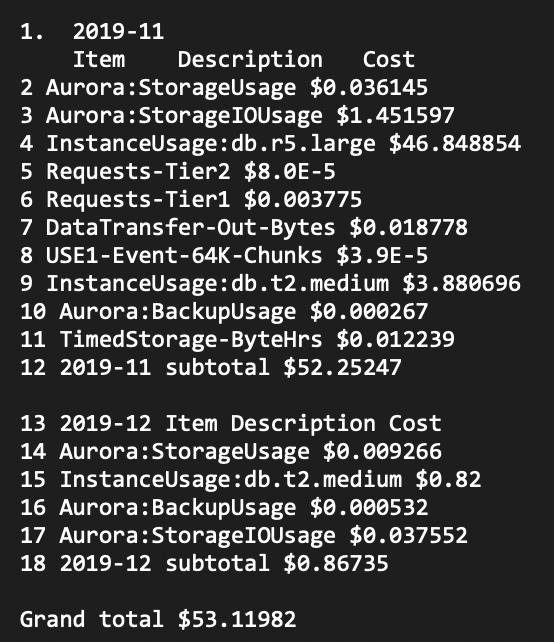 1. 2019-11
Item Description Cost
2 Aurora:StorageUsage $0.036145
3 Aurora:StorageIOUsage $1.451597
4 InstanceUsage:db.r5.large $46.848854
5 Requests-Tier2 $8.0E-5
6 Requests-Tier1 $0.003775
7 DataTransfer-Out-Bytes $0.018778
8 USE1-Event-64K-Chunks $3.9E-5
9 InstanceUsage:db.t2.medium $3.880696
10 Aurora:BackupUsage $0.000267
11 TimedStorage-ByteHrs $0.012239
12 2019-11 subtotal $52.25247
13 2019-12 Item Description Cost
14 Aurora:StorageUsage $0.009266
15 InstanceUsage:db.t2.medium $0.82
16 Aurora:BackupUsage $0.000532
17 Aurora:StorageIOUsage $0.037552
18 2019-12 subtotal $0.86735
Grand total $53.11982